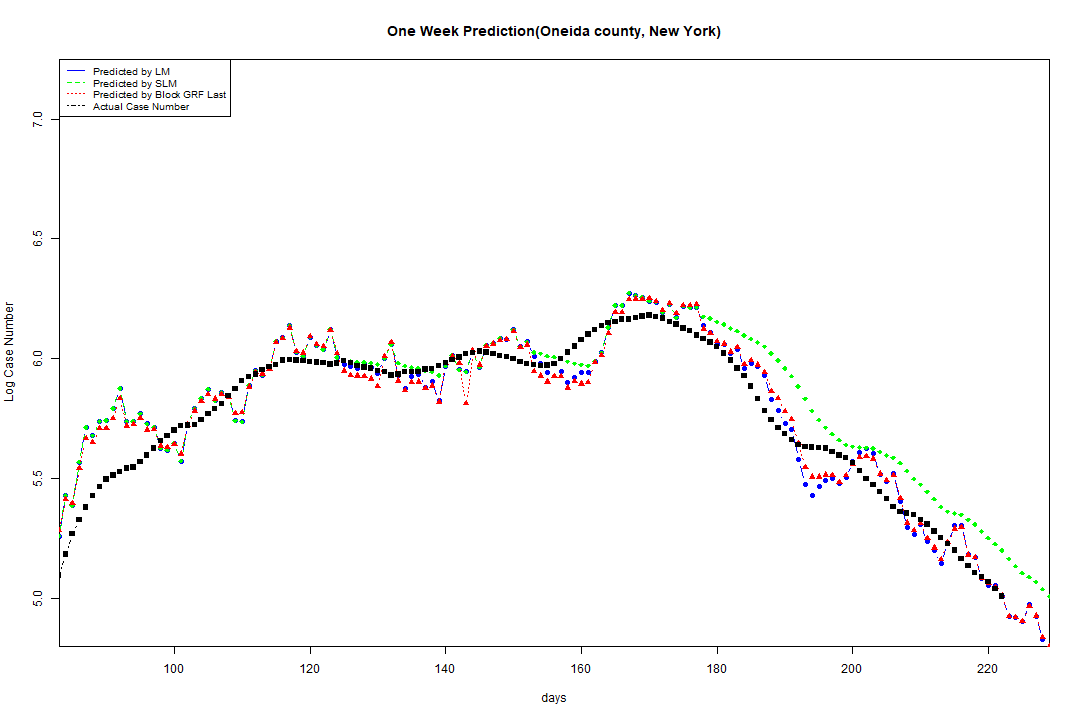 One Week Prediction(Oneida county, New York)
Predicted by LM
Predicted by SLM
Predicted by Block GRF Last
Actual Case Number
Log Case Number
7.0
6.5
6.0
5.5
5.0
100 120 140 160 180 200 220
days